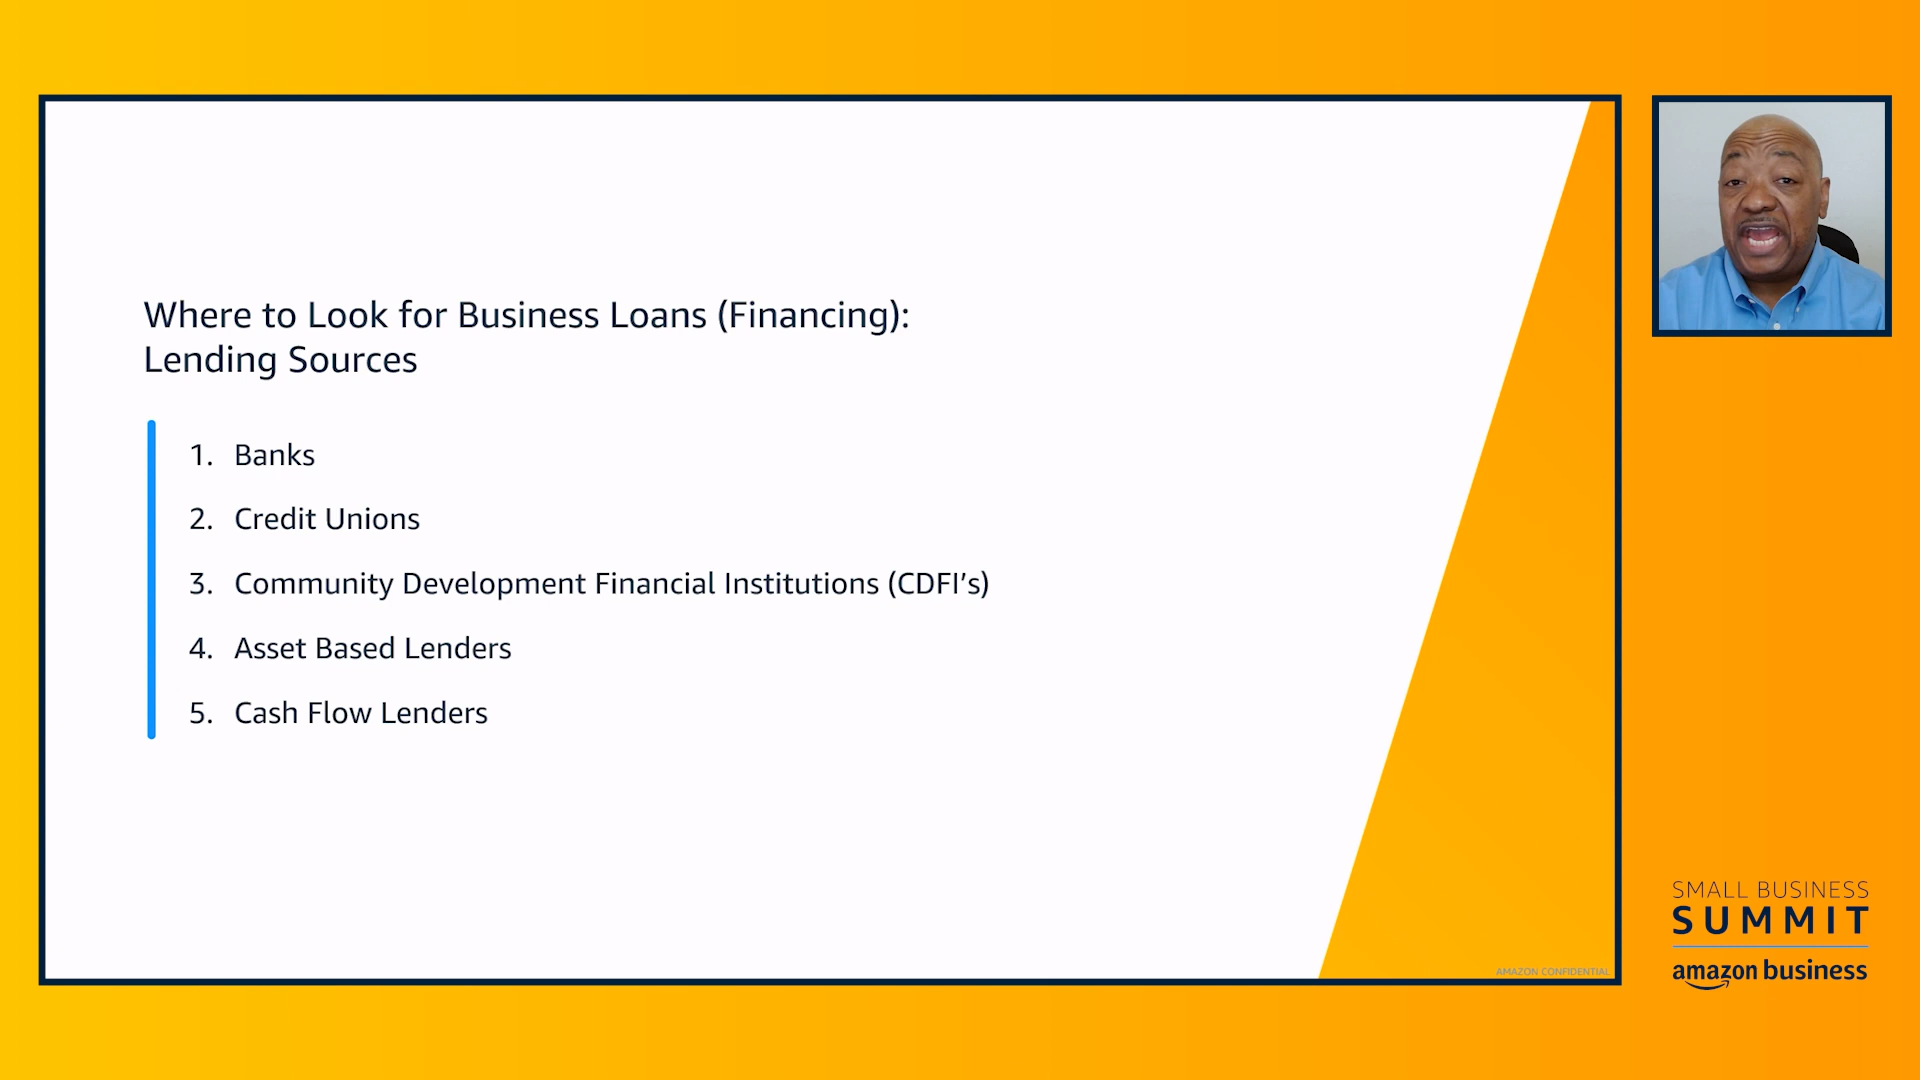 Where to Look for Business Loans (Financing):
Lending Sources
1. Banks
2. Credit Unions
3. Community Development Financial Institutions (CDFI’s)
4. Asset Based Lenders
5. Cash Flow Lenders
AMAZON CONFIDENTIAL
SMALL BUSINESS
SUMMIT
amazon business